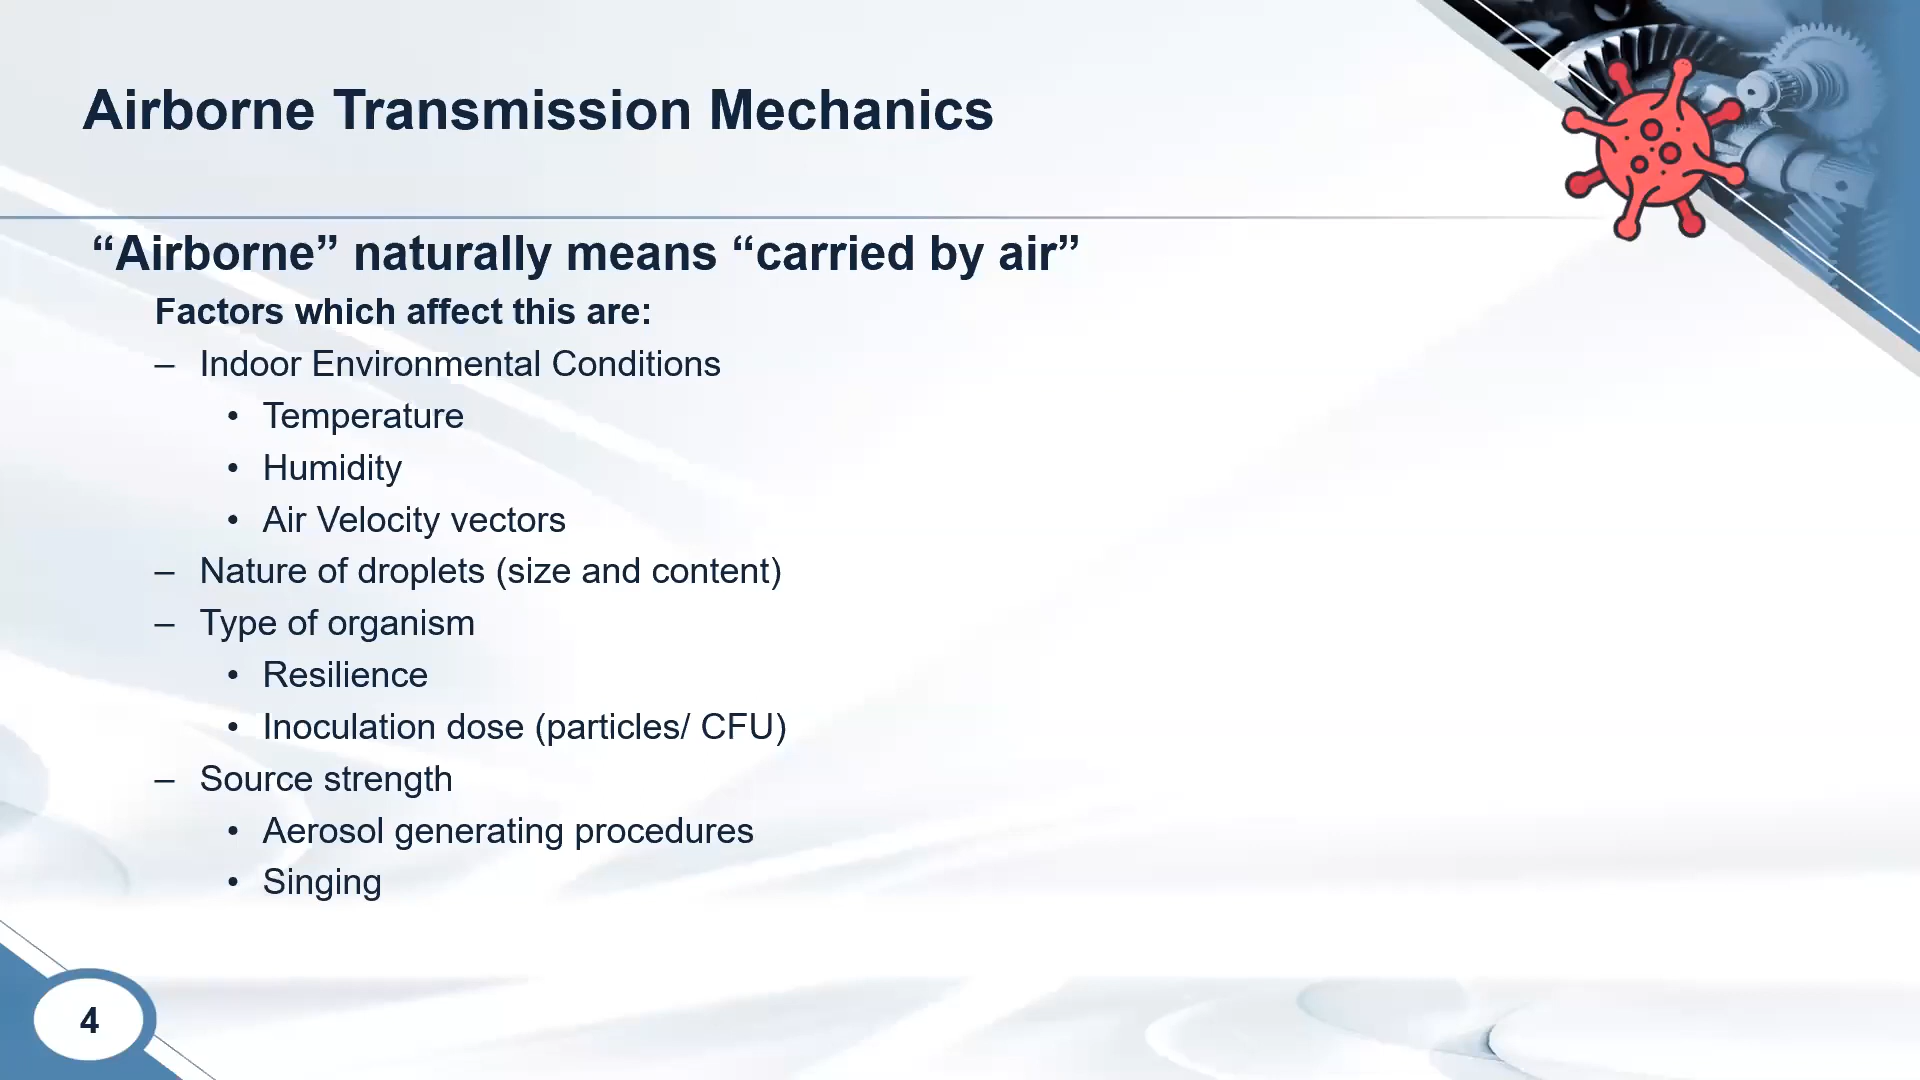 Airborne Transmission Mechanics
“Airborne” naturally means “carried by air”
Factors which affect this are:
– Indoor Environmental Conditions
• Temperature
• Humidity
• Air Velocity vectors
– Nature of droplets (size and content)
– Type of organism
• Resilience
• Inoculation dose (particles/ CFU)
– Source strength
• Aerosol generating procedures
• Singing
4